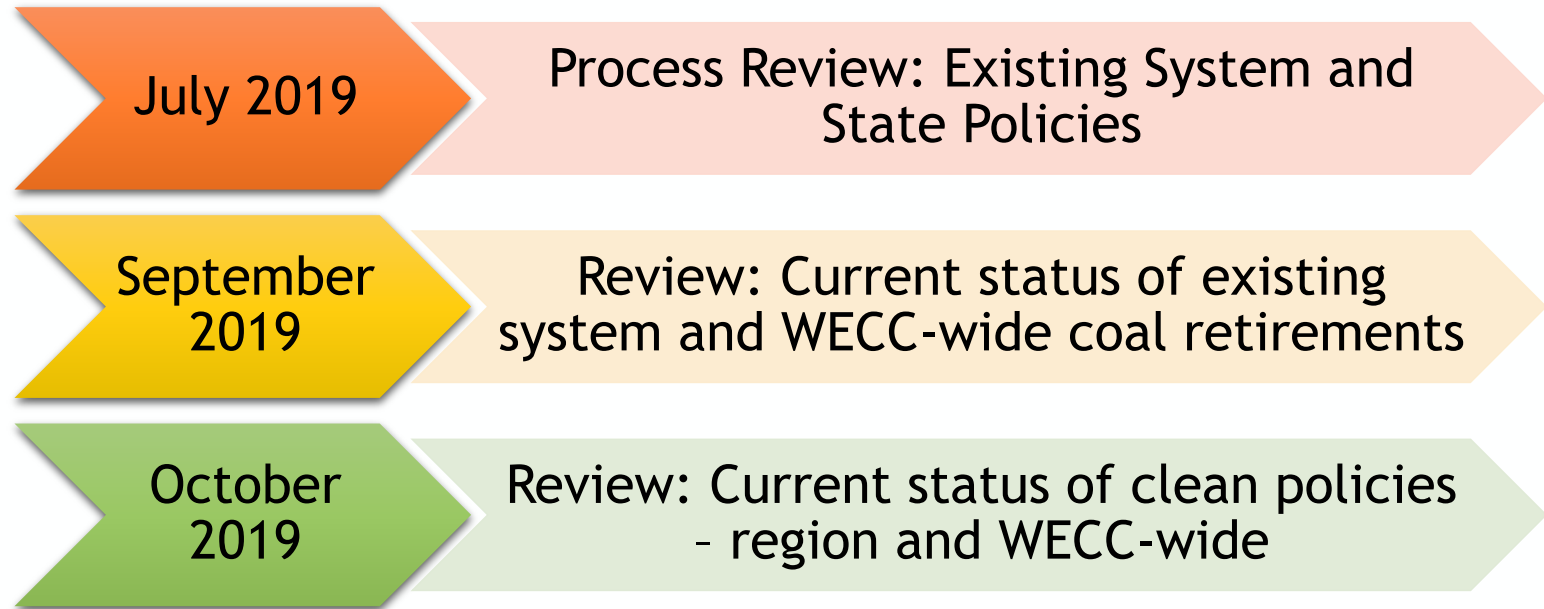 July 2019
Process Review: Existing System and
State Policies
September
2019
Review: Current status of existing
system and WECC-wide coal retirements
October
2019
Review: Current status of clean policies
– region and WECC-wide